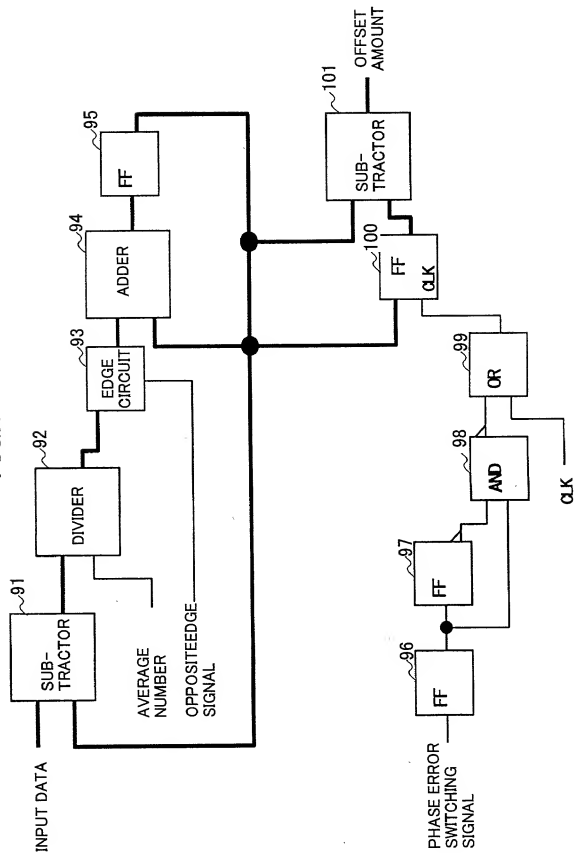 INPUT DATA
91
SUB-
TRACTOR
AVERAGE
NUMBER
OPPOSITEEDGE
SIGNAL
92
DIVIDER
93
EDGE
CIRCUIT
94
ADDER
95
FF
PHASE ERROR
SWITCHING
SIGNAL
96
FF
97
FF
98
AND
CLK
99
OR
100
FF
CLK
101
SUB-
TRACTOR
OFFSET
AMOUNT